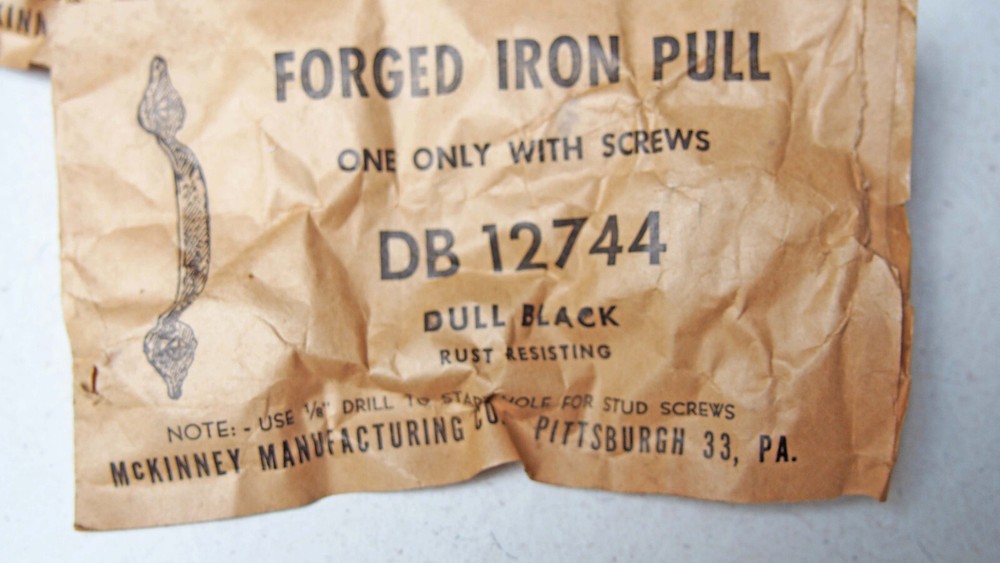 KINN
FORGED IRON PULL
ONE ONLY WITH SCREWS
DB 12744
DULL BLACK
RUST RESISTING
NOTE: - USE 1/8" DRILL TO START HOLE FOR STUD SCREWS
McKINNEY MANUFACTURING CO. PITTSBURGH 33, PA.